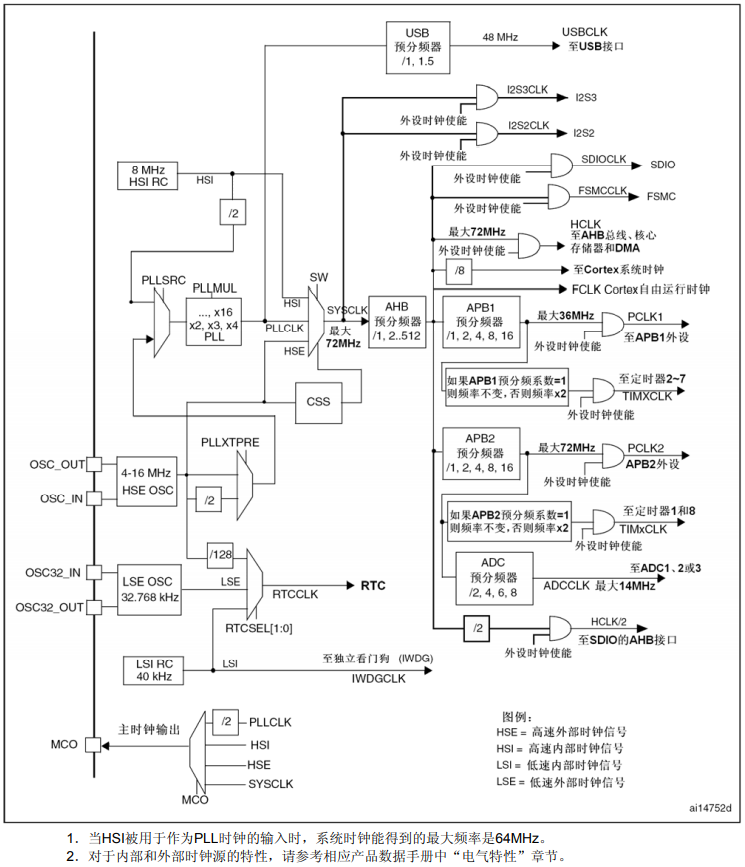 USB
预分频器
/1, 1.5
48 MHz
USBCLK
至USB接口
I2S3CLK
I2S3
外设时钟使能
I2S2CLK
I2S2
外设时钟使能
SDIOCLK
SDIO
外设时钟使能
FSMCCLK
FSMC
外设时钟使能
8 MHz
HSI RC
HSI
/2
最大72MHz
外设时钟使能
HCLK
至AHB总线、核心
存储器和DMA
/8
至Cortex系统时钟
FCLK Cortex自由运行时钟
PLLSRC
PLLMUL
..., x16
x2, x3, x4
PLL
SW
HSI
PLLCLK
HSE
SYSCLK
最大
72MHz
AHB
预分频器
/1, 2..512
APB1
预分频器
/1, 2, 4, 8, 16
最大36MHz
外设时钟使能
PCLK1
至APB1外设
CSS
如果APB1预分频系数=1
则频率不变，否则频率x2
至定时器2~7
TIMXCLK
外设时钟使能
PLLXTPRE
OSC_OUT
OSC_IN
4-16 MHz
HSE OSC
/2
APB2
预分频器
/1, 2, 4, 8, 16
最大72MHz
外设时钟使能
PCLK2
APB2外设
如果APB2预分频系数=1
则频率不变，否则频率x2
至定时器1和8
TIMxCLK
外设时钟使能
/128
OSC32_IN
OSC32_OUT
LSE OSC
32.768 kHz
LSE
RTCCLK
RTC
RTCSEL[1:0]
ADC
预分频器
/2, 4, 6, 8
至ADC1、2或3
ADCCLK 最大14MHz
/2
HCLK/2
至SDIO的AHB接口
外设时钟使能
LSI RC
40 kHz
LSI
至独立看门狗 (IWDG)
IWDGCLK
MCO
主时钟输出
/2
PLLCLK
HSI
HSE
SYSCLK
MCO
图例：
HSE = 高速外部时钟信号
HSI = 高速内部时钟信号
LSI = 低速内部时钟信号
LSE = 低速外部时钟信号
ai14752d
1. 当HSI被用于作为PLL时钟的输入时，系统时钟能得到的最大频率是64MHz。
2. 对于内部和外部时钟源的特性，请参考相应产品数据手册中“电气特性”章节。